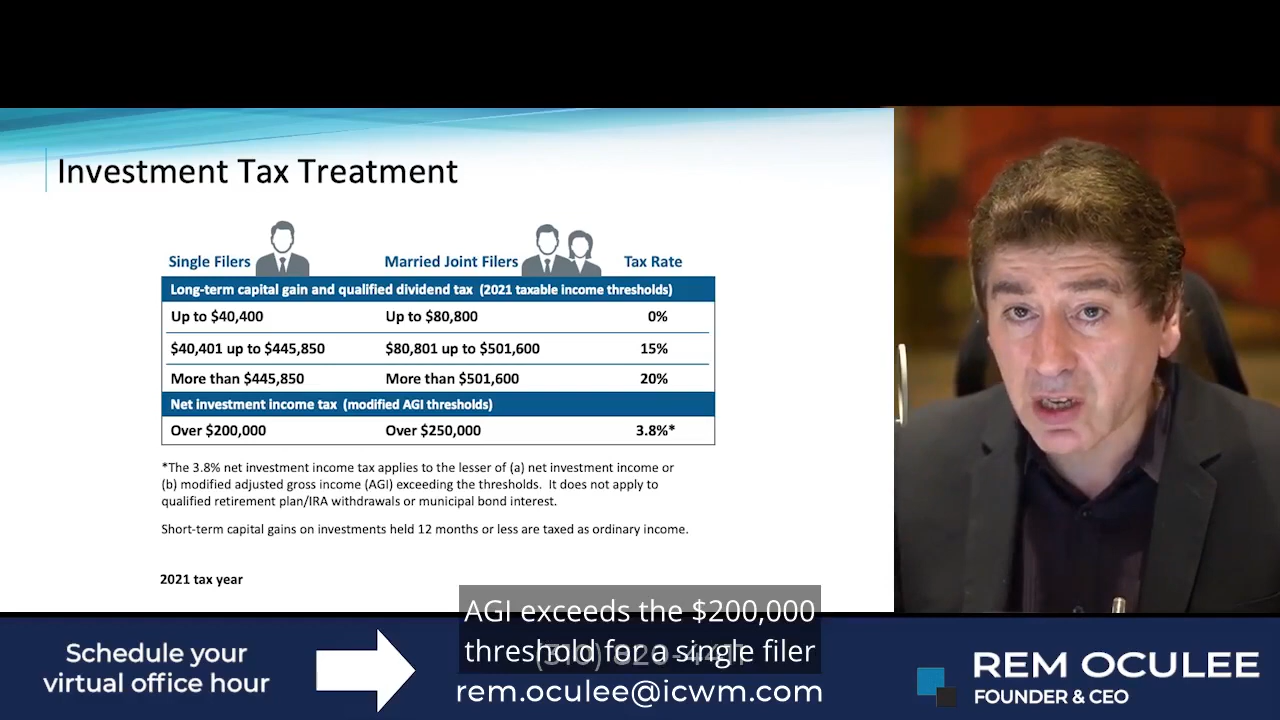 Investment Tax Treatment
Single Filers Married Joint Filers Tax Rate
Long-term capital gain and qualified dividend tax (2021 taxable income thresholds)
Up to $40,400 Up to $80,800 0%
$40,401 up to $445,850 $80,801 up to $501,600 15%
More than $445,850 More than $501,600 20%
Net investment income tax (modified AGI thresholds)
Over $200,000 Over $250,000 3.8%*
*The 3.8% net investment income tax applies to the lesser of (a) net investment income or
(b) modified adjusted gross income (AGI) exceeding the thresholds. It does not apply to
qualified retirement plan/IRA withdrawals or municipal bond interest.
Short-term capital gains on investments held 12 months or less are taxed as ordinary income.
2021 tax year
AGI exceeds the $200,000
threshold for a single filer
Schedule your
virtual office hour
rem.oculee@icwm.com
REM OCULEE
FOUNDER & CEO